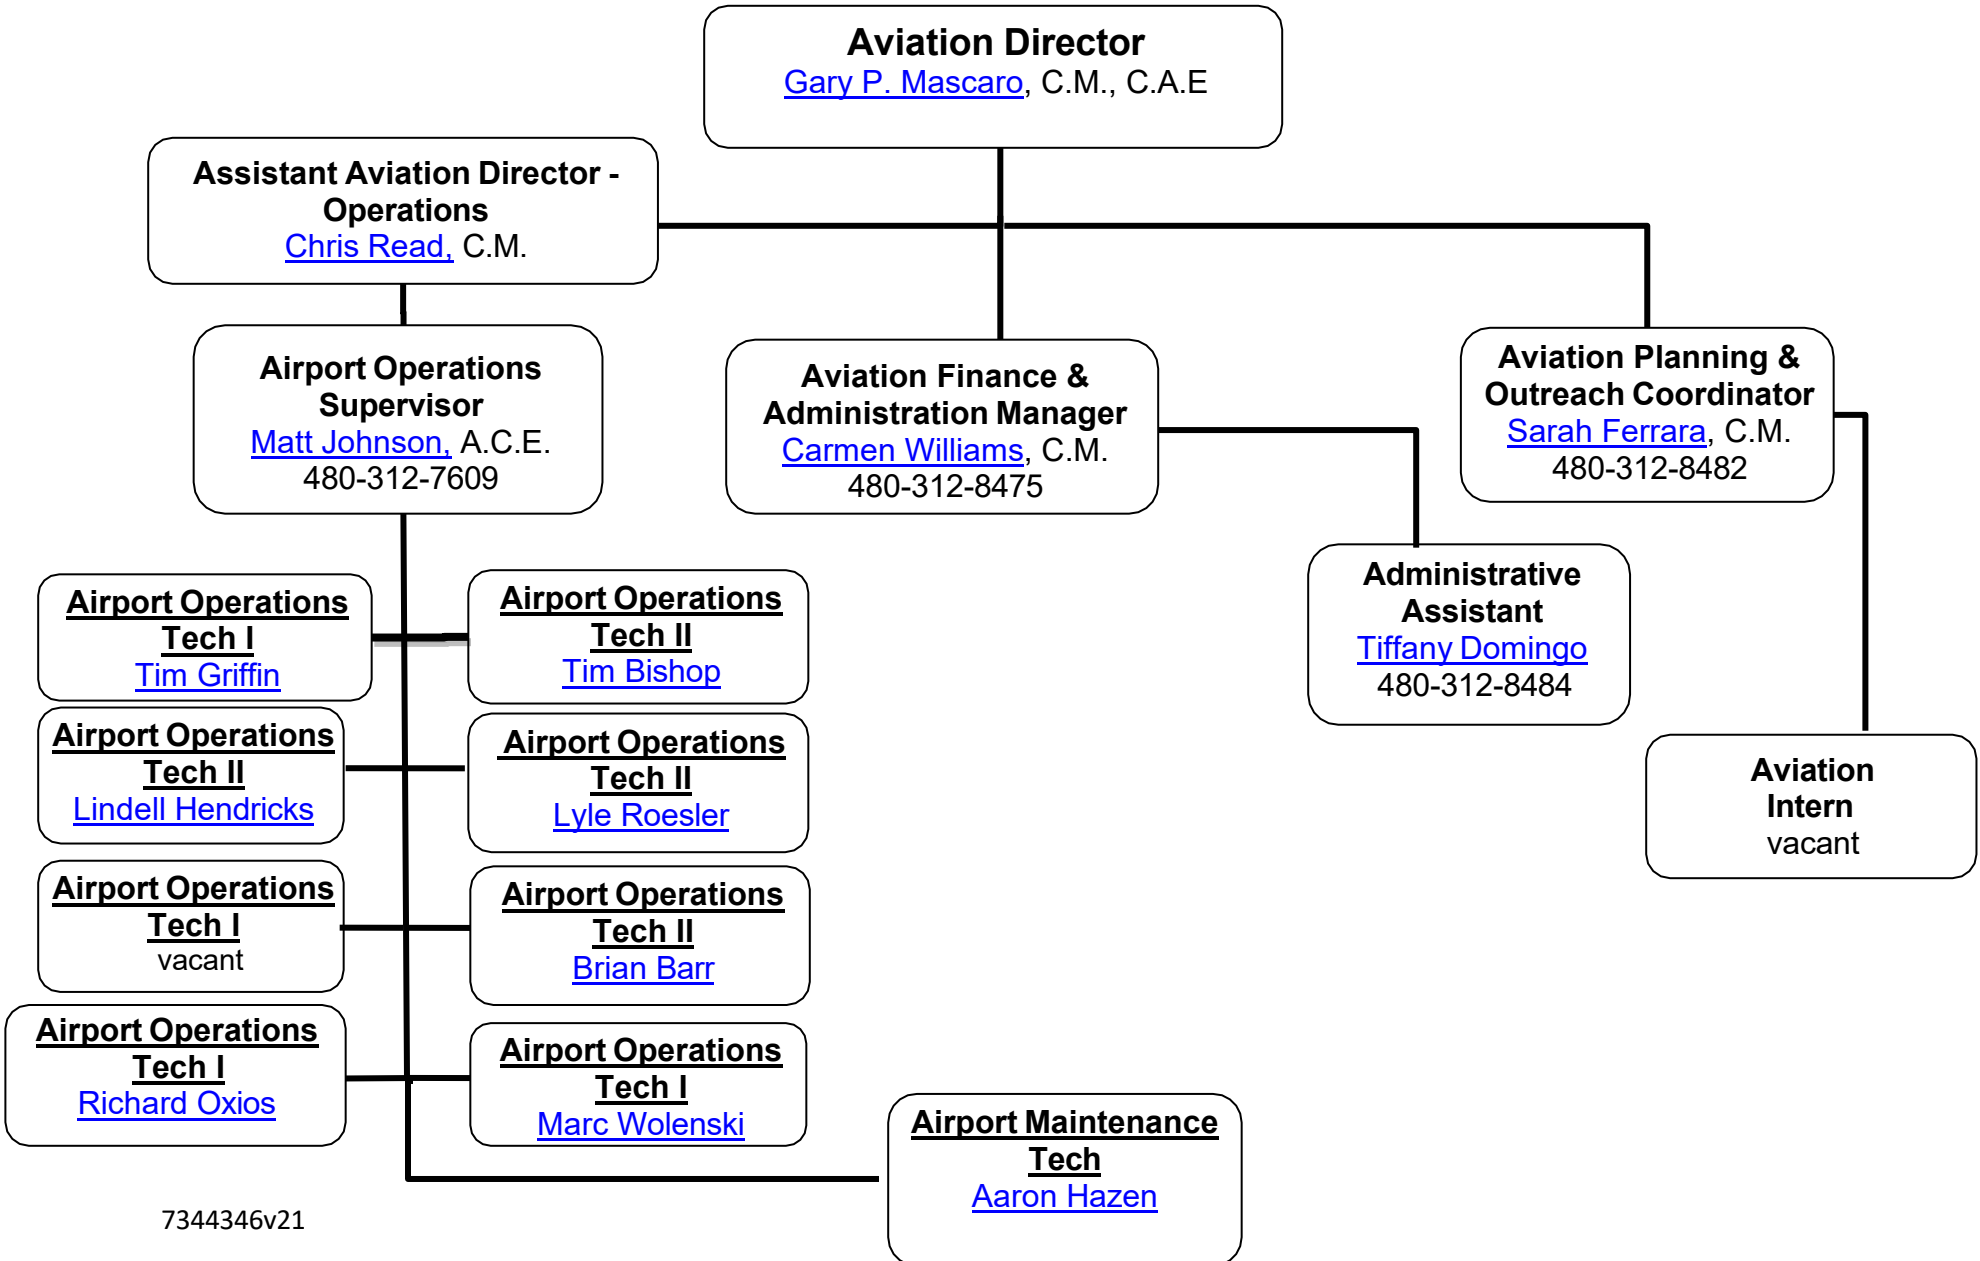 Aviation Director
Gary P. Mascaro, C.M., C.A.E
Assistant Aviation Director -
Operations
Chris Read, C.M.
Airport Operations
Supervisor
Matt Johnson, A.C.E.
480-312-7609
Aviation Finance &
Administration Manager
Carmen Williams, C.M.
480-312-8475
Aviation Planning &
Outreach Coordinator
Sarah Ferrara, C.M.
480-312-8482
Administrative
Assistant
Tiffany Domingo
480-312-8484
Aviation
Intern
vacant
Airport Operations
Tech I
Tim Griffin
Airport Operations
Tech II
Tim Bishop
Airport Operations
Tech II
Lindell Hendricks
Airport Operations
Tech II
Lyle Roesler
Airport Operations
Tech I
vacant
Airport Operations
Tech II
Brian Barr
Airport Operations
Tech I
Richard Oxios
Airport Operations
Tech I
Marc Wolenski
Airport Maintenance
Tech
Aaron Hazen
7344346v21